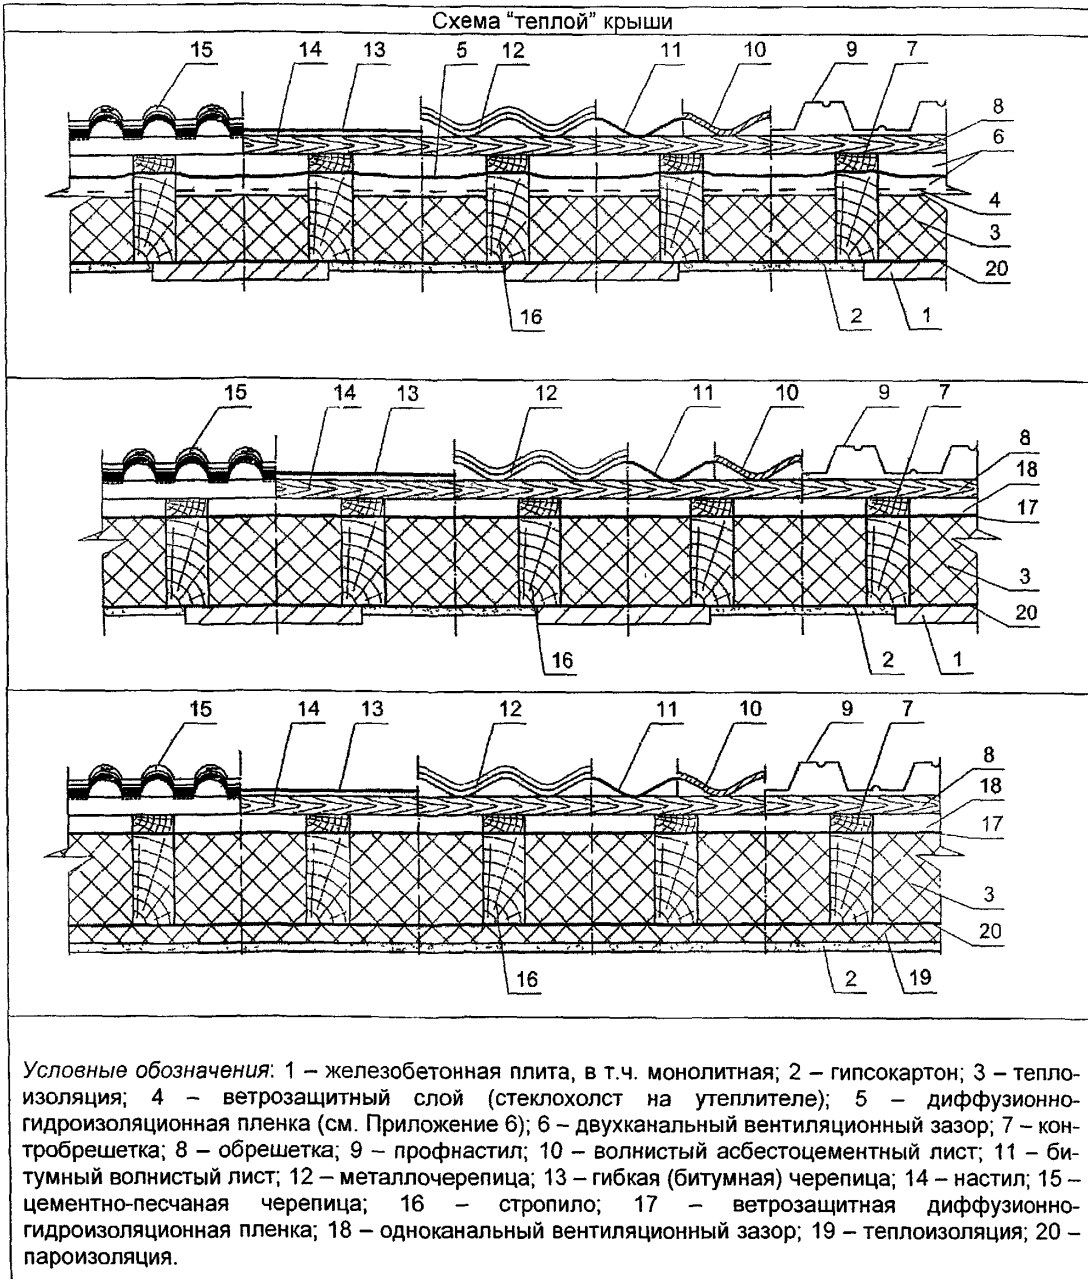 Схема “теплой” крыши
15 14 13 5 12 11 10 9 7
8
6
4
3
20
16 2 1
15 14 13 12 11 10 9 7
8
18
17
3
20
16 2 1
15 14 13 12 11 10 9 7
8
18
17
3
20
16 2 19
Условные обозначения: 1 – железобетонная плита, в т.ч. монолитная; 2 – гипсокартон; 3 – тепло-
изоляция; 4 – ветрозащитный слой (стеклохолст на утеплителе); 5 – диффузионно-
гидроизоляционная пленка (см. Приложение 6); 6 – двухканальный вентиляционный зазор; 7 – кон-
тробрешетка; 8 – обрешетка; 9 – профнастил; 10 – волнистый асбестоцементный лист; 11 – би-
тумный волнистый лист; 12 – металлочерепица; 13 – гибкая (битумная) черепица; 14 – настил; 15 –
цементно-песчаная черепица; 16 – стропило; 17 – ветрозащитная диффузионно-
гидроизоляционная пленка; 18 – одноканальный вентиляционный зазор; 19 – теплоизоляция; 20 –
пароизоляция.